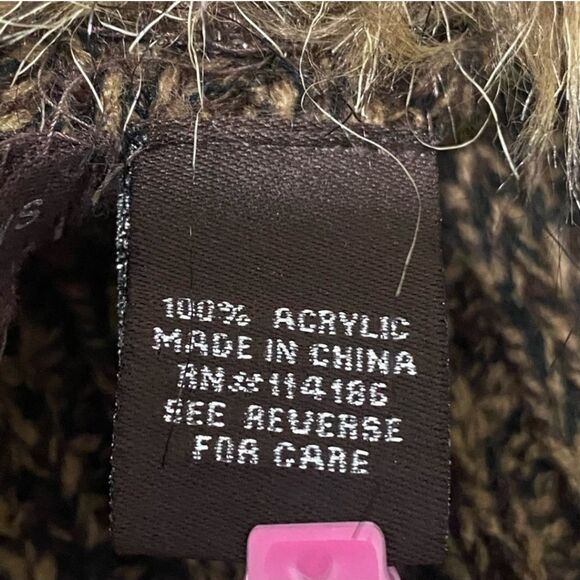 100% ACRYLIC
MADE IN CHINA
RN#114186
SEE REVERSE
FOR CARE